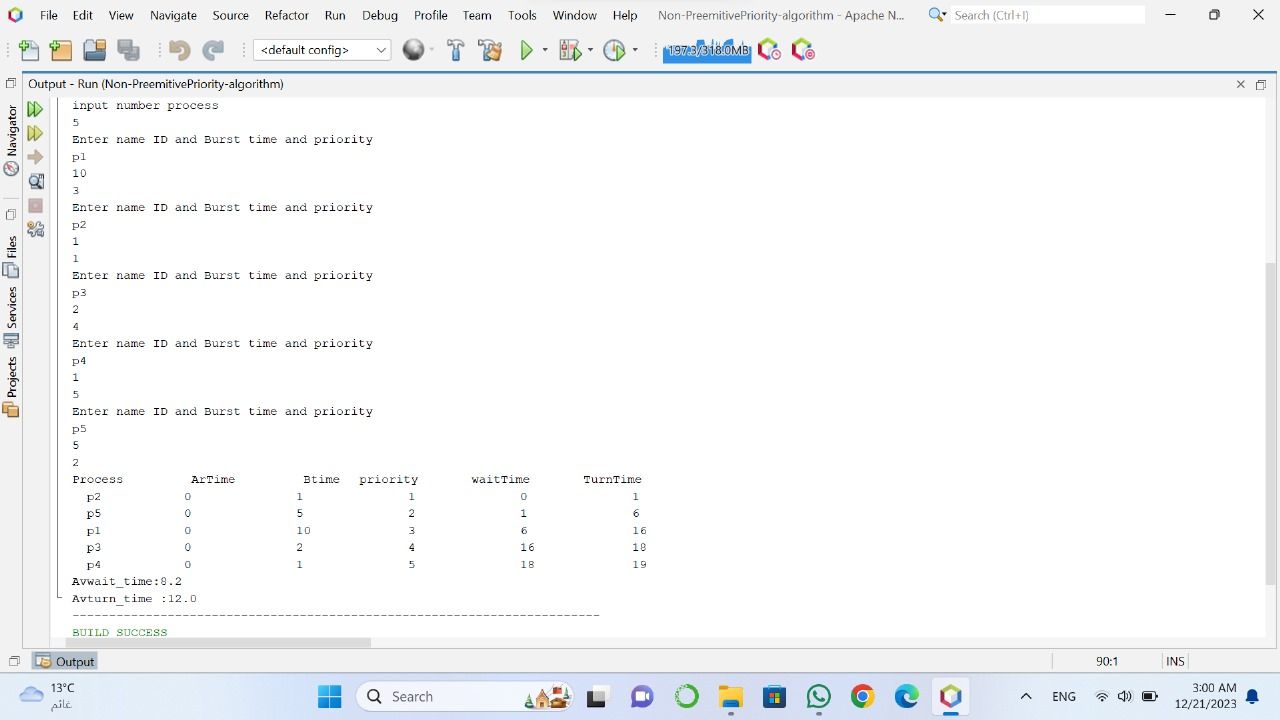 File Edit View Navigate Source Refactor Run Debug Profile Team Tools Window Help Non-PreemitivePriority-algorithm - Apache N... Search (Ctrl+I)
<default config> 197.3/318.0MB
Output - Run (Non-PreemitivePriority-algorithm)
Navigator
Files
Services
Projects
input number process
5
Enter name ID and Burst time and priority
p1
10
3
Enter name ID and Burst time and priority
p2
1
1
Enter name ID and Burst time and priority
p3
2
4
Enter name ID and Burst time and priority
p4
1
5
Enter name ID and Burst time and priority
p5
5
2
Process ArTime Btime priority waitTime TurnTime
p2 0 1 1 0 1
p5 0 5 2 1 6
p1 0 10 3 6 16
p3 0 2 4 16 18
p4 0 1 5 18 19
Avwait_time:8.2
Avturn_time :12.0
------------------------------------------------------------------------
BUILD SUCCESS
Output
90:1 INS
13°C
غائم
Search
ENG
3:00 AM
12/21/2023